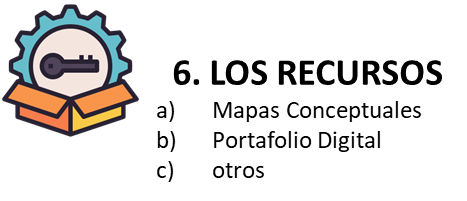 6. LOS RECURSOS
a) Mapas Conceptuales
b) Portafolio Digital
c) otros